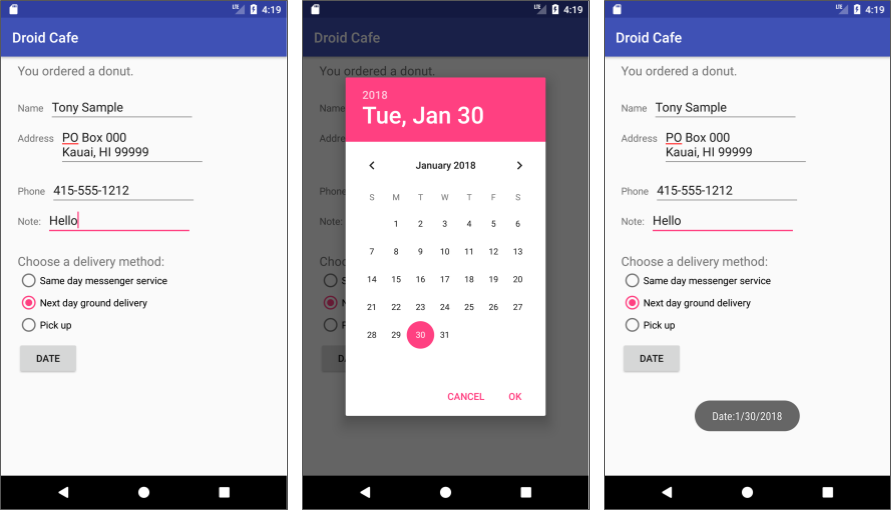 4:19
Droid Cafe
You ordered a donut.
Name Tony Sample
Address PO Box 000
Kauai, HI 99999
Phone 415-555-1212
Note: Hello
Choose a delivery method:
Same day messenger service
Next day ground delivery
Pick up
DATE
4:19
Droid Cafe
You ordered a donut.
2018
Tue, Jan 30
January 2018
S M T W T F S
1 2 3 4 5 6
7 8 9 10 11 12 13
14 15 16 17 18 19 20
21 22 23 24 25 26 27
28 29 30 31
CANCEL OK
Name
Addre
Phone
Note:
Cho
S
N
P
D
4:19
Droid Cafe
You ordered a donut.
Name Tony Sample
Address PO Box 000
Kauai, HI 99999
Phone 415-555-1212
Note: Hello
Choose a delivery method:
Same day messenger service
Next day ground delivery
Pick up
DATE
Date:1/30/2018